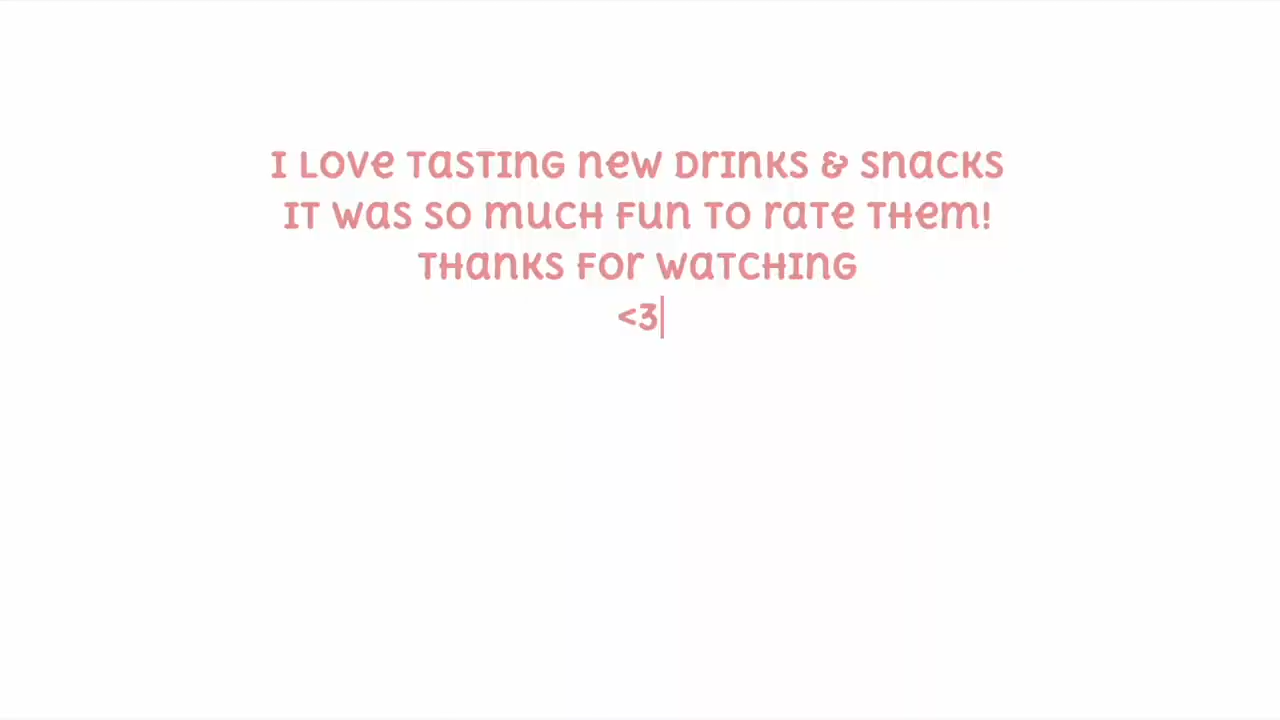 I LOVE TASTING NEW DRINKS & SNACKS
IT WAS SO MUCH FUN TO RATE THEM!
THANKS FOR WATCHING
<3